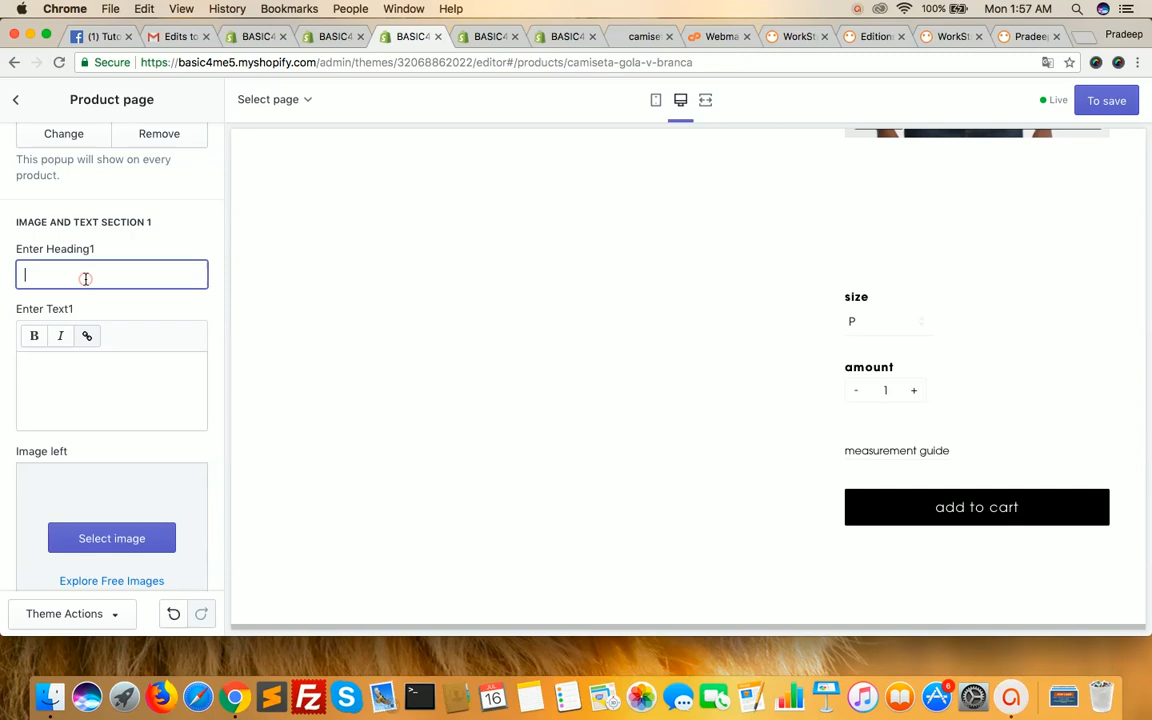 Chrome File Edit View History Bookmarks People Window Help 100% Mon 1:57 AM
(1) Tuto Edits to BASIC4 BASIC4 BASIC4 BASIC4 BASIC4 camiset Webma WorkSt Edition WorkSt Pradee Pradeep
Secure https://basic4me5.myshopify.com/admin/themes/32068862022/editor#/products/camiseta-gola-v-branca
Product page
Select page
Live
To save
Change Remove
This popup will show on every
product.
IMAGE AND TEXT SECTION 1
Enter Heading1
Enter Text1
B I
Image left
Select image
Explore Free Images
Theme Actions
size
P
amount
- 1 +
measurement guide
add to cart
JUL
16
6